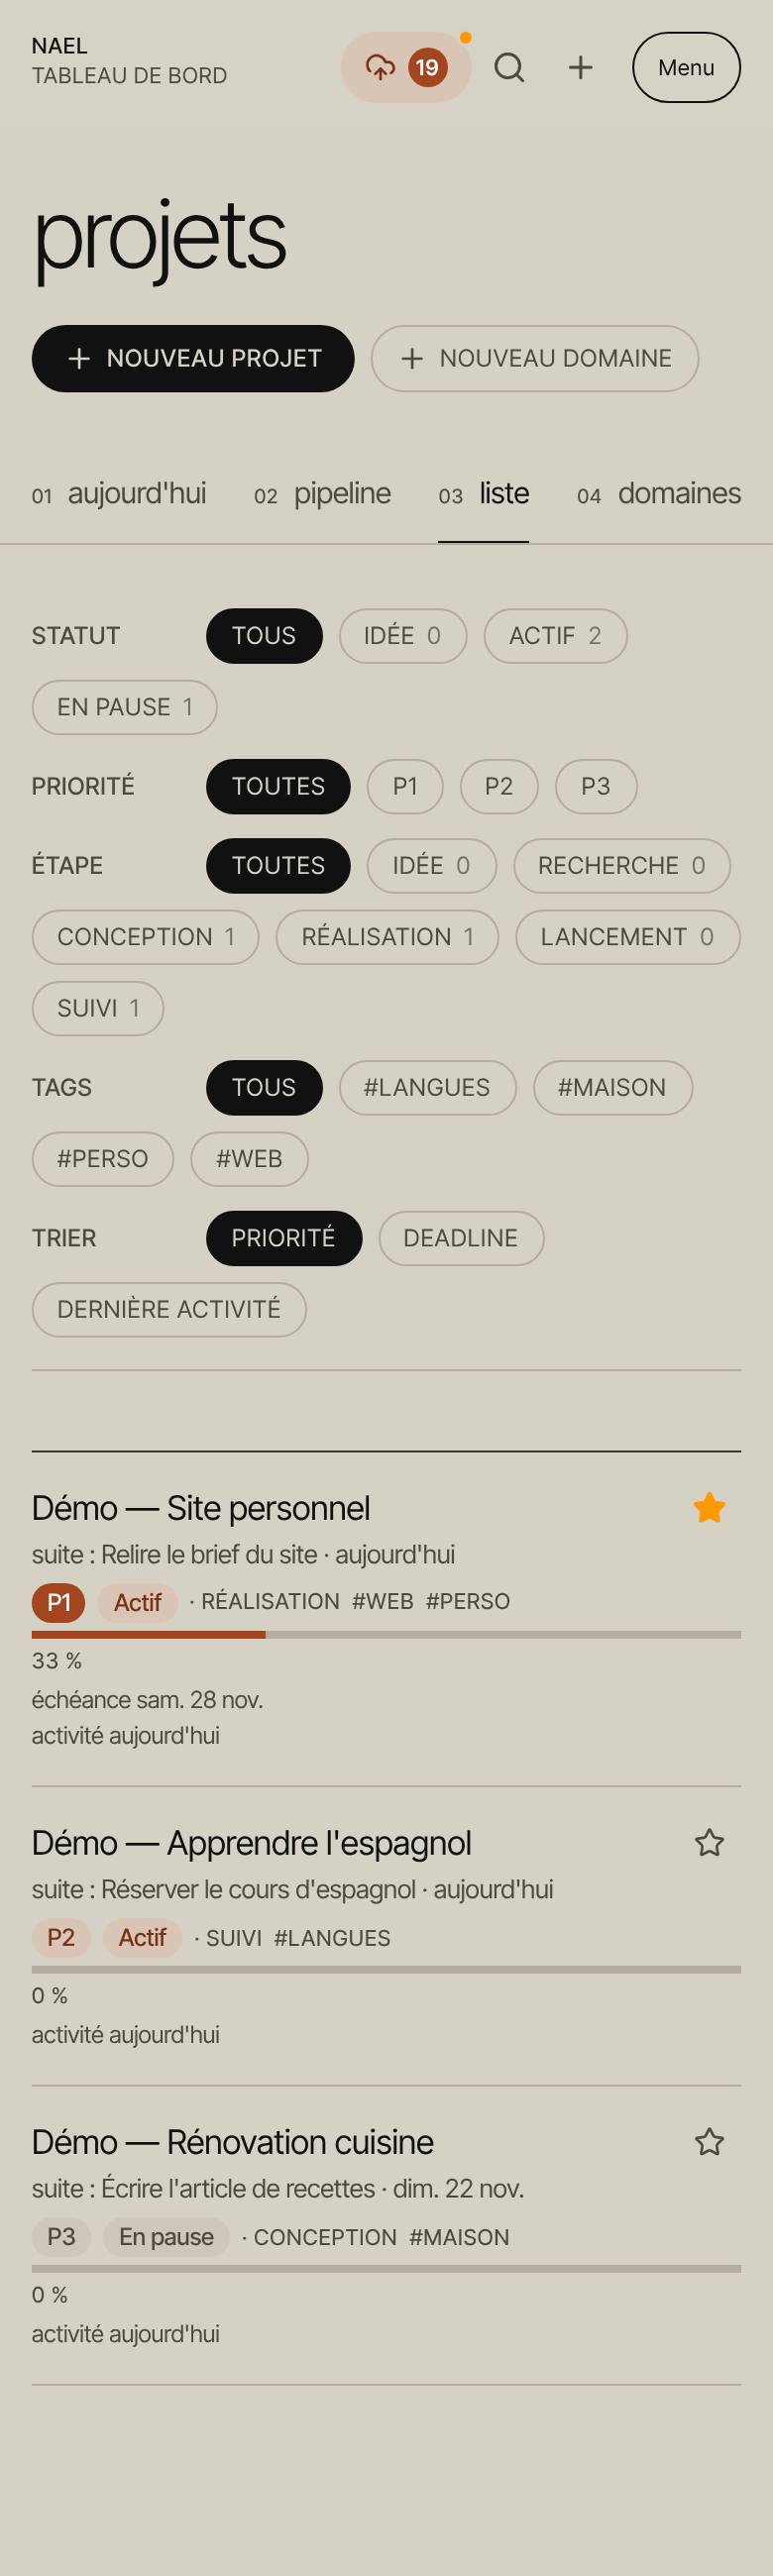 NAEL
TABLEAU DE BORD
19
Menu
projets
NOUVEAU PROJET
NOUVEAU DOMAINE
01 aujourd'hui 02 pipeline 03 liste 04 domaines
STATUT TOUS IDÉE 0 ACTIF 2
EN PAUSE 1
PRIORITÉ TOUTES P1 P2 P3
ÉTAPE TOUTES IDÉE 0 RECHERCHE 0
CONCEPTION 1 RÉALISATION 1 LANCEMENT 0
SUIVI 1
TAGS TOUS #LANGUES #MAISON
#PERSO #WEB
TRIER PRIORITÉ DEADLINE
DERNIÈRE ACTIVITÉ
Démo — Site personnel
suite : Relire le brief du site · aujourd'hui
P1 Actif · RÉALISATION #WEB #PERSO
33 %
échéance sam. 28 nov.
activité aujourd'hui
Démo — Apprendre l'espagnol
suite : Réserver le cours d'espagnol · aujourd'hui
P2 Actif · SUIVI #LANGUES
0 %
activité aujourd'hui
Démo — Rénovation cuisine
suite : Écrire l'article de recettes · dim. 22 nov.
P3 En pause · CONCEPTION #MAISON
0 %
activité aujourd'hui